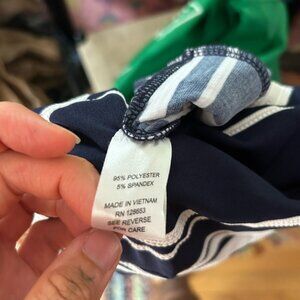 95% POLYESTER
5% SPANDEX
MADE IN VIETNAM
RN 128653
SEE REVERSE
FOR CARE